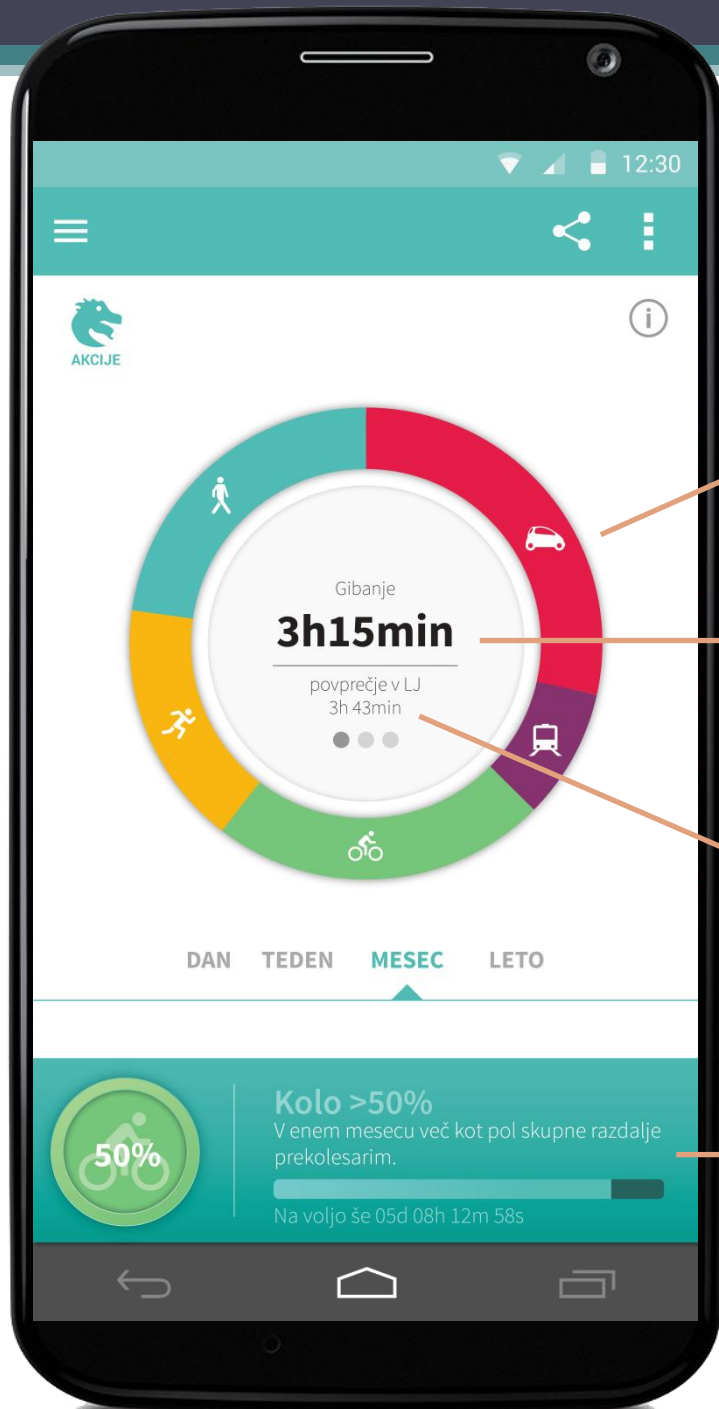 12:30
AKCIJE
i
Gibanje
3h15min
povprečje v LJ
3h 43min
DAN TEDEN MESEC LETO
50%
Kolo >50%
V enem mesecu več kot pol skupne razdalje
prekolesarim.
Na voljo še 05d 08h 12m 58s